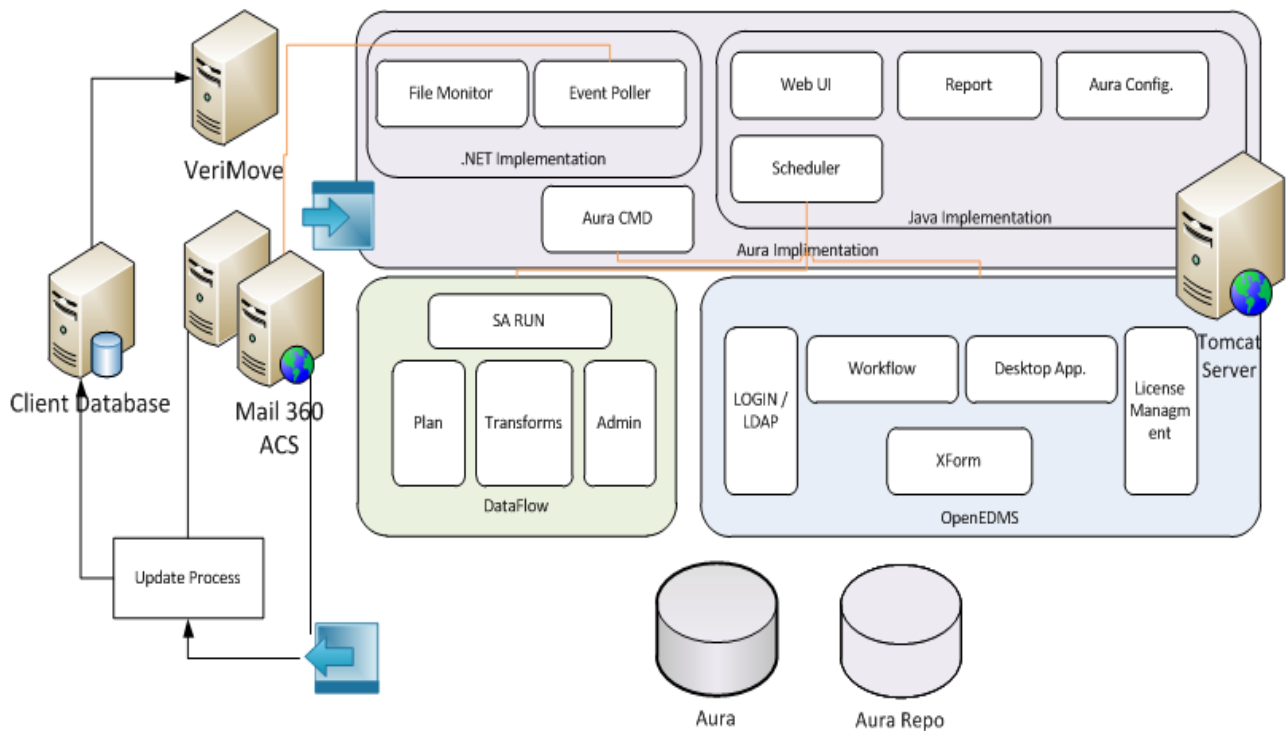 File Monitor
Event Poller
.NET Implementation
Web UI
Report
Aura Config.
Scheduler
Java Implementation
Aura CMD
Aura Implimentation
VeriMove
Client Database
Mail 360
ACS
Tomcat
Server
SA RUN
Plan
Transforms
Admin
DataFlow
LOGIN /
LDAP
Workflow
Desktop App.
License
Managm
ent
XForm
OpenEDMS
Update Process
Aura
Aura Repo